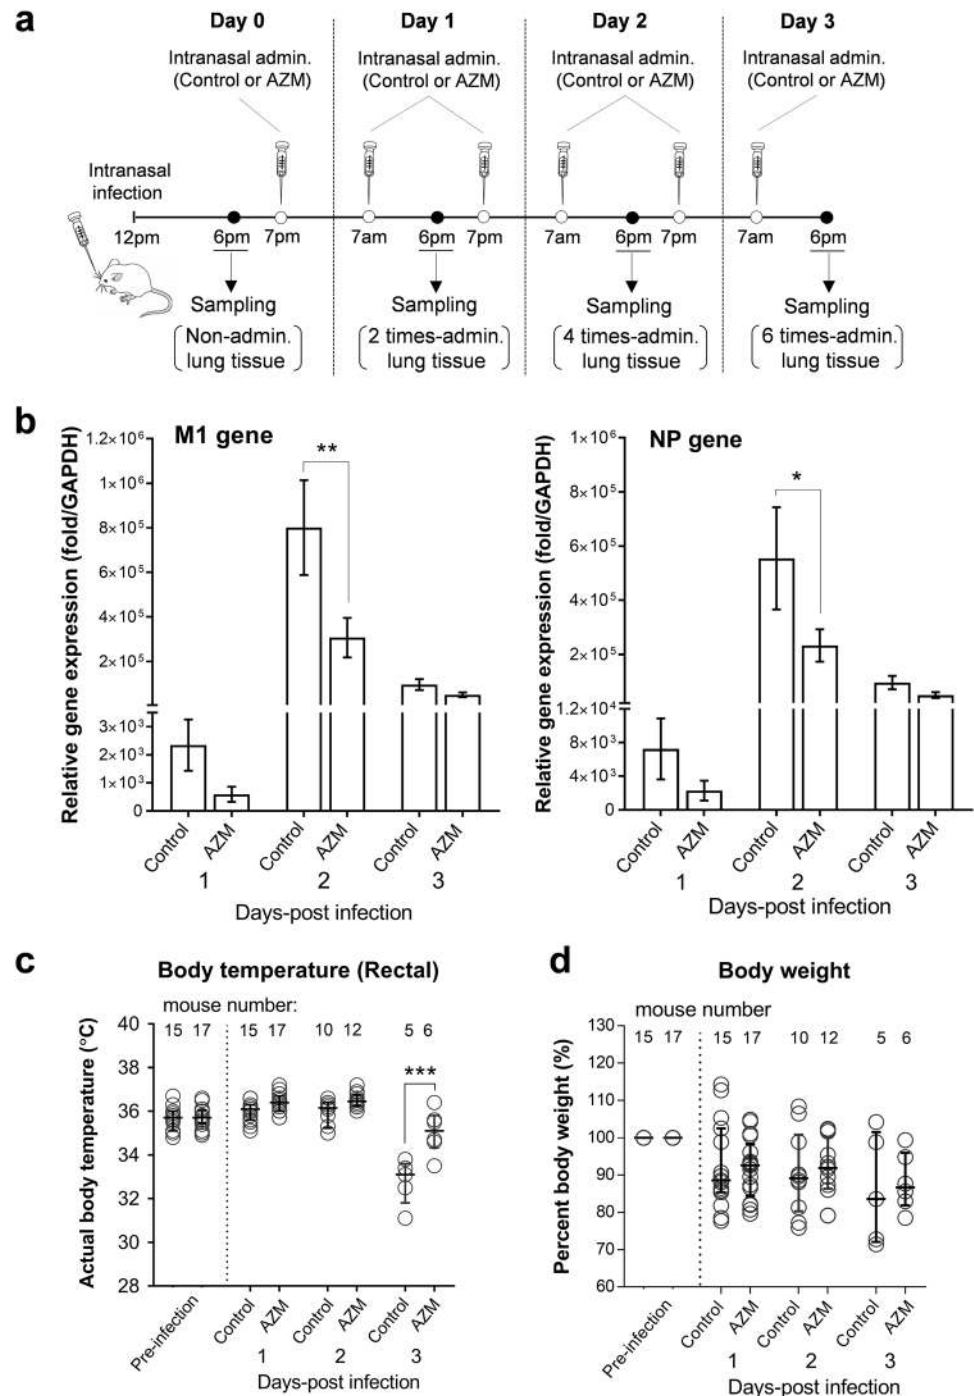 a
Day 0 Day 1 Day 2 Day 3
Intranasal admin. Intranasal admin. Intranasal admin. Intranasal admin.
(Control or AZM) (Control or AZM) (Control or AZM) (Control or AZM)
Intranasal
infection
12pm 6pm 7pm 7am 6pm 7pm 7am 6pm 7pm 7am 6pm
Sampling Sampling Sampling Sampling
(Non-admin. (2 times-admin. (4 times-admin. (6 times-admin.
lung tissue) lung tissue) lung tissue) lung tissue)
b
M1 gene
Relative gene expression (fold/GAPDH)
1.2×10⁶
1×10⁶
8×10⁵
6×10⁵
4×10⁵
2×10⁵
3×10³
2×10³
1×10³
0
**
Control AZM Control AZM Control AZM
1 2 3
Days-post infection
NP gene
Relative gene expression (fold/GAPDH)
1×10⁶
8×10⁵
6×10⁵
4×10⁵
2×10⁵
1.2×10⁴
8×10³
4×10³
0
*
Control AZM Control AZM Control AZM
1 2 3
Days-post infection
c
Body temperature (Rectal)
mouse number:
15 17 15 17 10 12 5 6
***
Actual body temperature (°C)
40
38
36
34
32
30
28
Pre-infection Control AZM Control AZM Control AZM
1 2 3
Days-post infection
d
Body weight
mouse number
15 17 15 17 10 12 5 6
Percent body weight (%)
130
120
110
100
90
80
70
60
Pre-infection Control AZM Control AZM Control AZM
1 2 3
Days-post infection